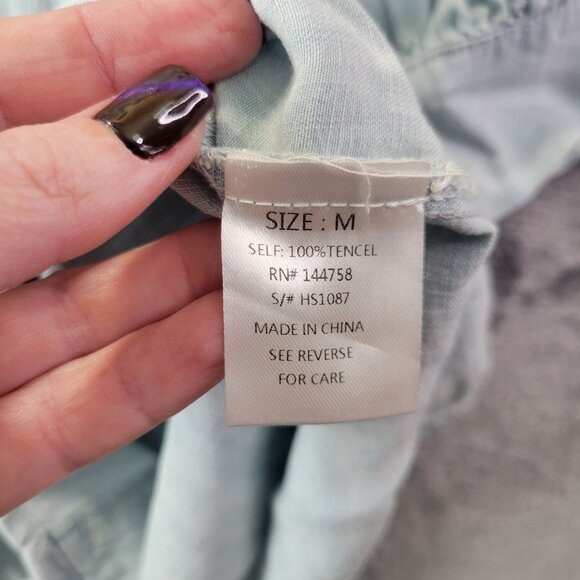 SIZE : M
SELF: 100%TENCEL
RN# 144758
S/# HS1087
MADE IN CHINA
SEE REVERSE
FOR CARE